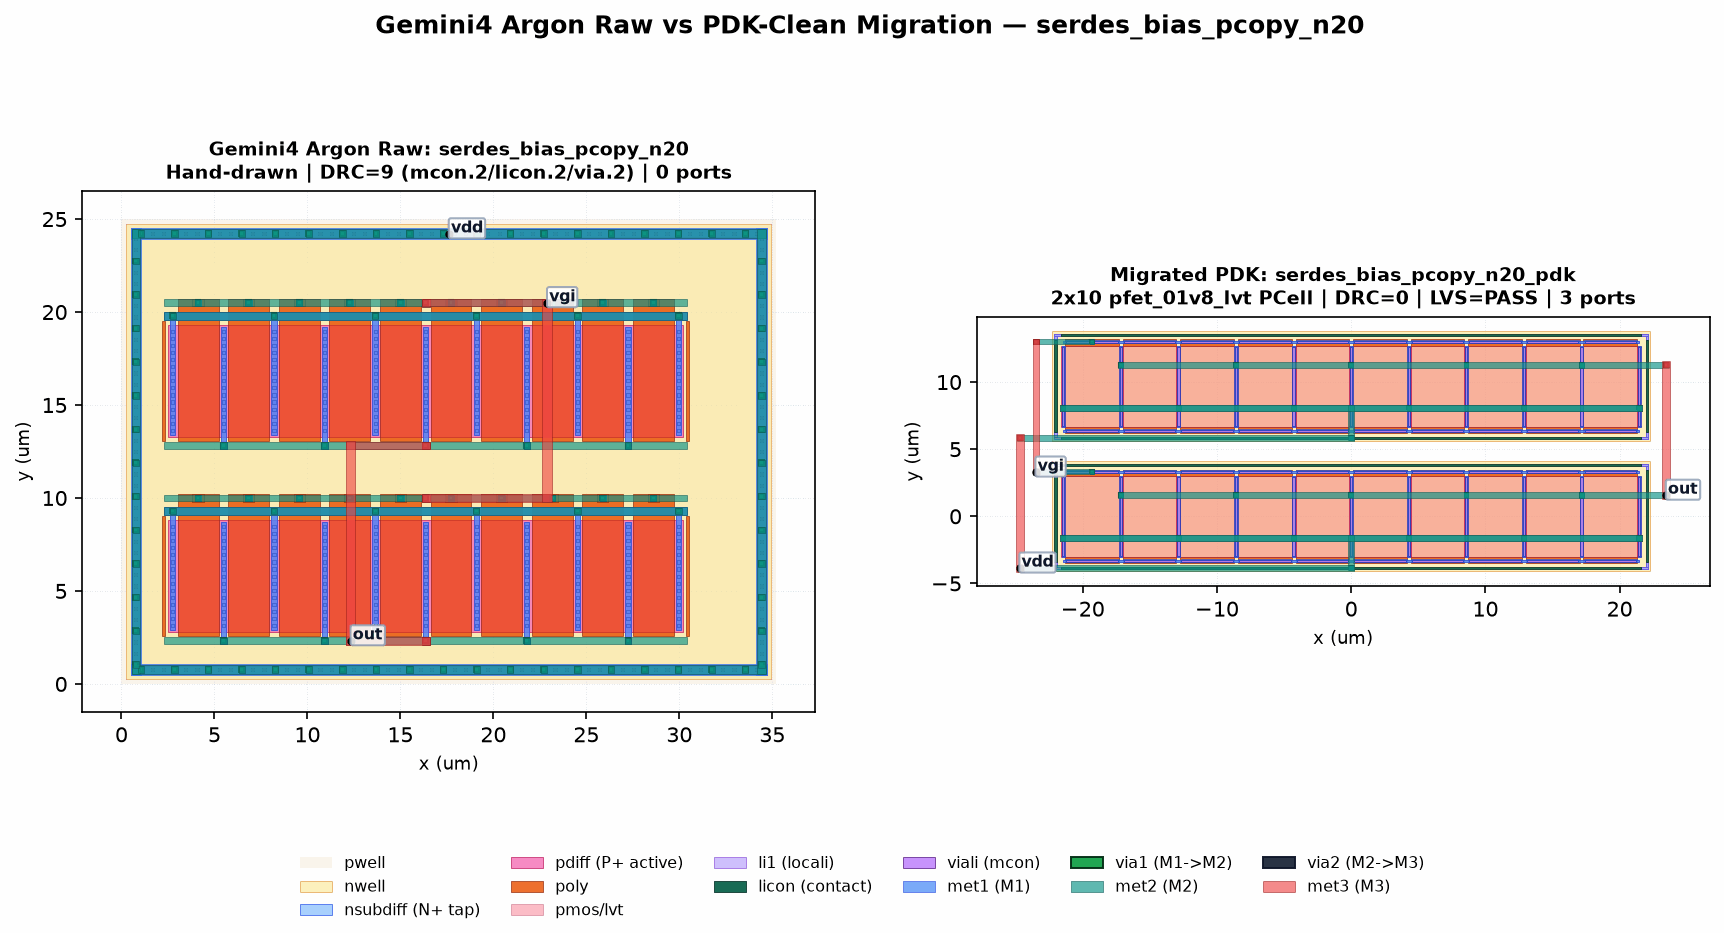 Gemini4 Argon Raw vs PDK-Clean Migration — serdes_bias_pcopy_n20
Gemini4 Argon Raw: serdes_bias_pcopy_n20
Hand-drawn | DRC=9 (mcon.2/licon.2/via.2) | 0 ports
25
20
15
10
5
0
y (um)
vdd
vgi
out
0 5 10 15 20 25 30 35
x (um)
Migrated PDK: serdes_bias_pcopy_n20_pdk
2x10 pfet_01v8_lvt PCell | DRC=0 | LVS=PASS | 3 ports
10
5
0
−5
y (um)
vgi
out
vdd
−20 −10 0 10 20
x (um)
pwell
nwell
nsubdiff (N+ tap)
pdiff (P+ active)
poly
pmos/lvt
li1 (locali)
licon (contact)
viali (mcon)
met1 (M1)
via1 (M1->M2)
met2 (M2)
via2 (M2->M3)
met3 (M3)